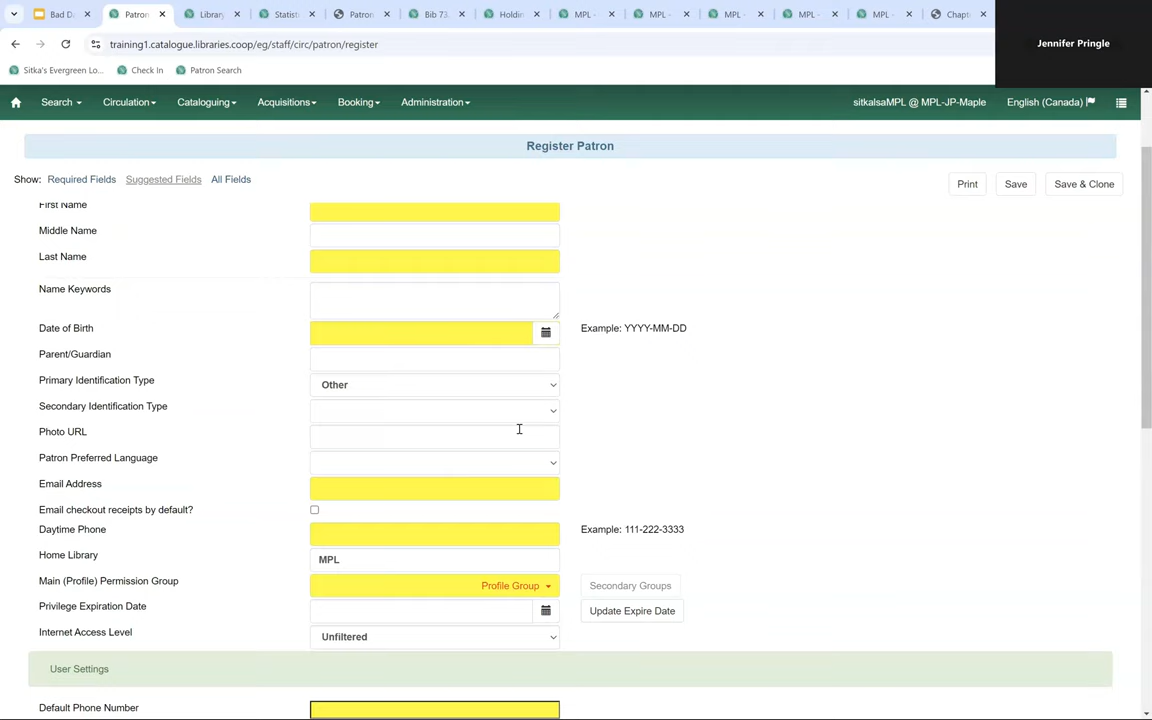 Bad Da
Patron
Library
Statist
Patron
Bib 73
Holdin
MPL -
MPL -
MPL -
MPL -
MPL -
Chapt
training1.catalogue.libraries.coop/eg/staff/circ/patron/register
Jennifer Pringle
Sitka's Evergreen Lo...
Check In
Patron Search
Search
Circulation
Cataloguing
Acquisitions
Booking
Administration
sitkalsaMPL @ MPL-JP-Maple
English (Canada)
Register Patron
Show: Required Fields Suggested Fields All Fields
Print
Save
Save & Clone
First Name
Middle Name
Last Name
Name Keywords
Date of Birth
Example: YYYY-MM-DD
Parent/Guardian
Primary Identification Type
Other
Secondary Identification Type
Photo URL
Patron Preferred Language
Email Address
Email checkout receipts by default?
Daytime Phone
Example: 111-222-3333
Home Library
MPL
Main (Profile) Permission Group
Profile Group
Secondary Groups
Privilege Expiration Date
Update Expire Date
Internet Access Level
Unfiltered
User Settings
Default Phone Number